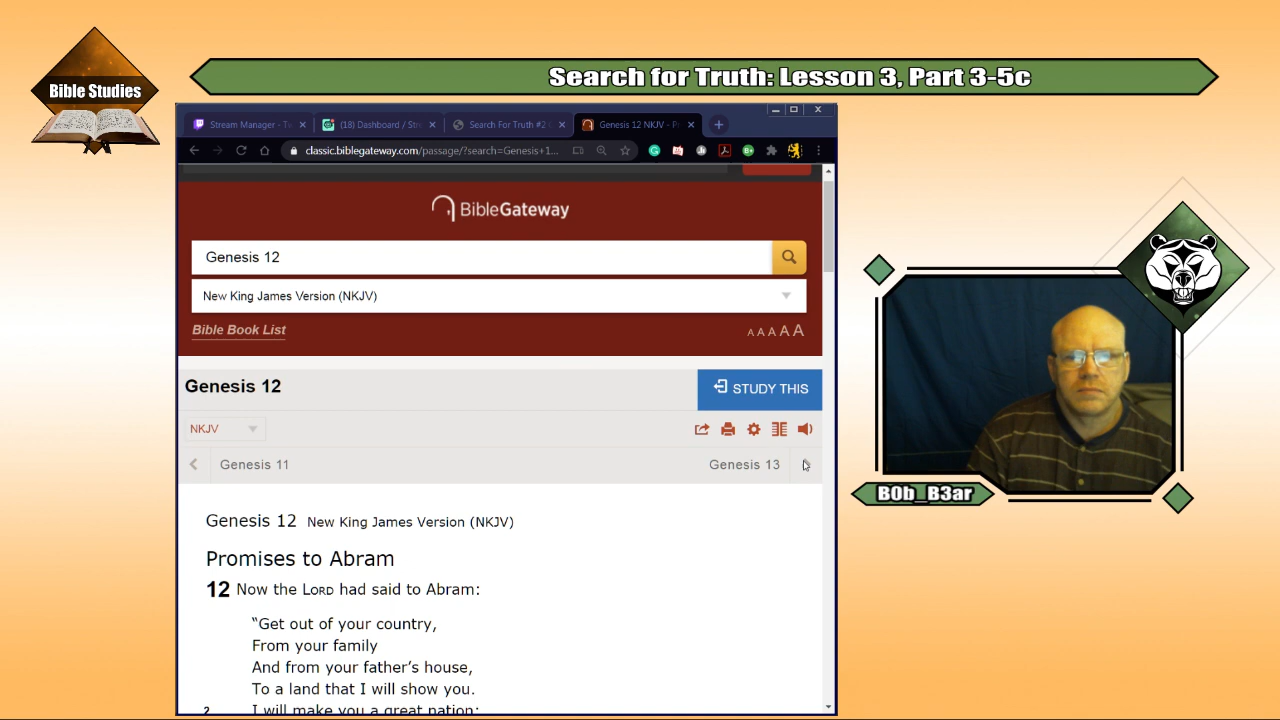 Bible Studies
Search for Truth: Lesson 3, Part 3-5c
Stream Manager - Tw
(18) Dashboard / Stre
Search For Truth #2
Genesis 12 NKJV - P
classic.biblegateway.com/passage/?search=Genesis+1...
BibleGateway
Genesis 12
New King James Version (NKJV)
Bible Book List
A A A A A
Genesis 12
STUDY THIS
NKJV
Genesis 11
Genesis 13
Genesis 12 New King James Version (NKJV)
Promises to Abram
12 Now the LORD had said to Abram:
“Get out of your country,
From your family
And from your father’s house,
To a land that I will show you.
2 I will make you a great nation;
B0b_B3ar